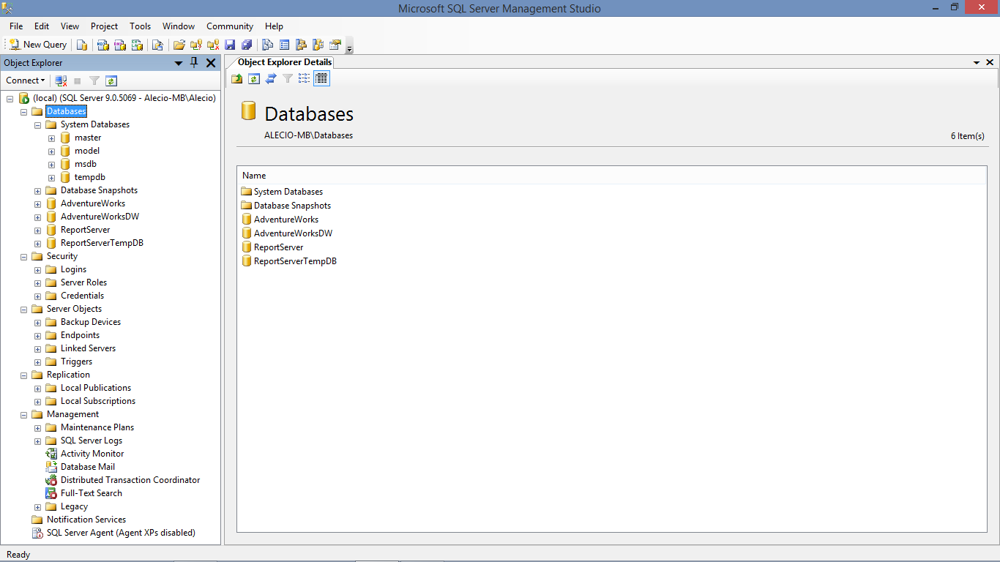 Microsoft SQL Server Management Studio
File Edit View Project Tools Window Community Help
New Query
Object Explorer
Connect
(local) (SQL Server 9.0.5069 - Alecio-MB\Alecio)
Databases
System Databases
master
model
msdb
tempdb
Database Snapshots
AdventureWorks
AdventureWorksDW
ReportServer
ReportServerTempDB
Security
Logins
Server Roles
Credentials
Server Objects
Backup Devices
Endpoints
Linked Servers
Triggers
Replication
Local Publications
Local Subscriptions
Management
Maintenance Plans
SQL Server Logs
Activity Monitor
Database Mail
Distributed Transaction Coordinator
Full-Text Search
Legacy
Notification Services
SQL Server Agent (Agent XPs disabled)
Object Explorer Details
Databases
ALECIO-MB\Databases
6 Item(s)
Name
System Databases
Database Snapshots
AdventureWorks
AdventureWorksDW
ReportServer
ReportServerTempDB
Ready